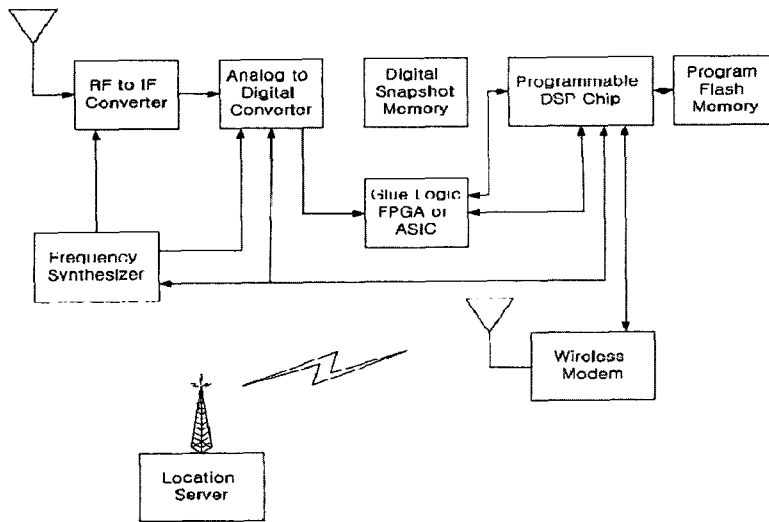 RF to IF
Converter
Analog to
Digital
Converter
Digital
Snapshot
Memory
Programmable
DSP Chip
Program
Flash
Memory
Glue Logic
FPGA or
ASIC
Frequency
Synthesizer
Wireless
Modem
Location
Server